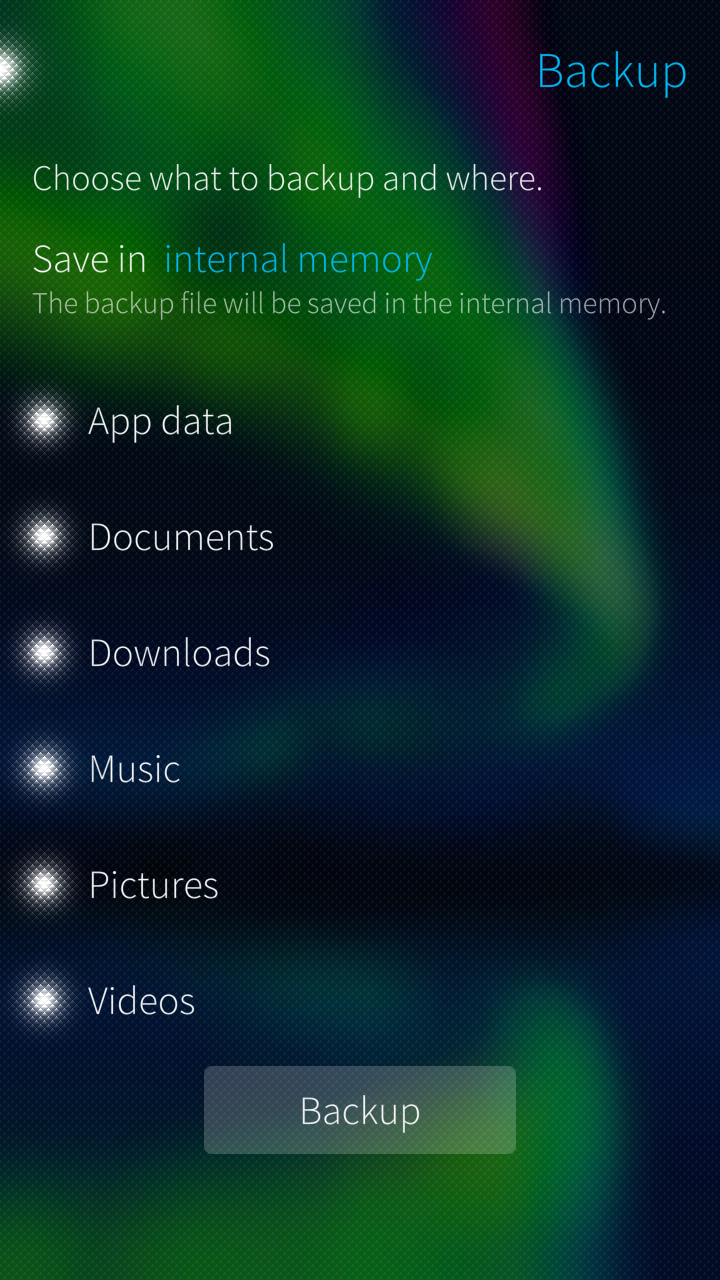 Backup
Choose what to backup and where.
Save in internal memory
The backup file will be saved in the internal memory.
App data
Documents
Downloads
Music
Pictures
Videos
Backup